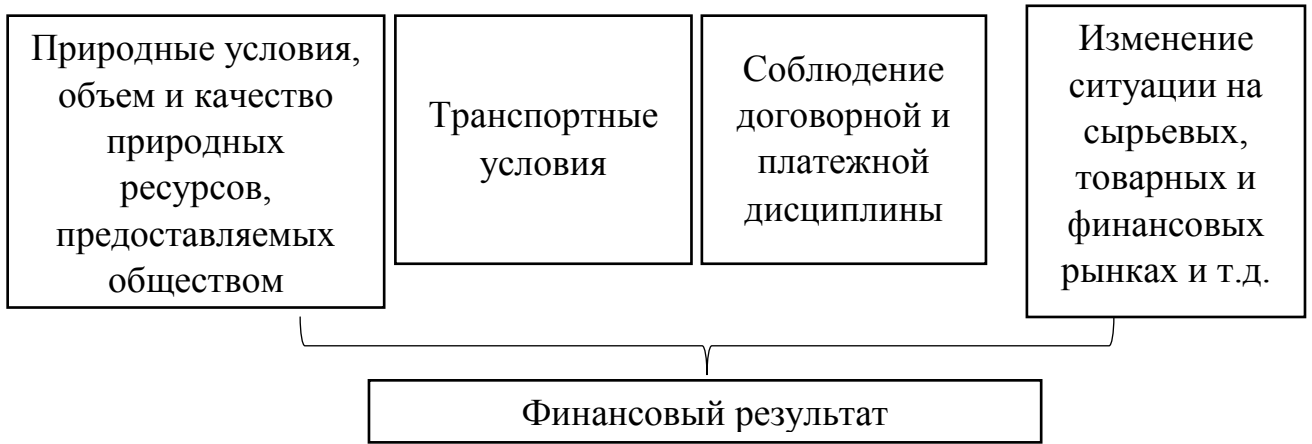 Природные условия,
объем и качество
природных
ресурсов,
предоставляемых
обществом
Транспортные
условия
Соблюдение
договорной и
платежной
дисциплины
Изменение
ситуации на
сырьевых,
товарных и
финансовых
рынках и т.д.
Финансовый результат